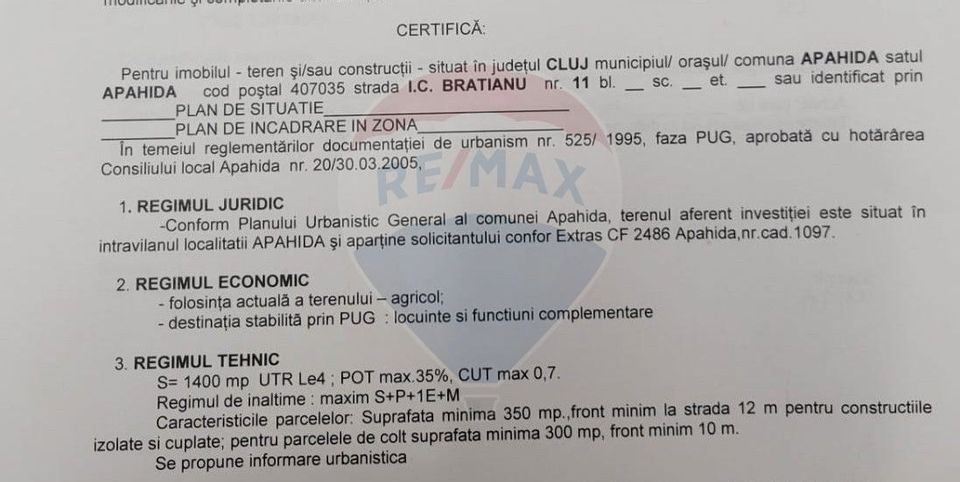 CERTIFICĂ:
Pentru imobilul - teren şi/sau construcţii - situat în judeţul CLUJ municipiul/ oraşul/ comuna APAHIDA satul
APAHIDA cod poştal 407035 strada I.C. BRATIANU nr. 11 bl. __ sc. __ et. ___ sau identificat prin
________PLAN DE SITUATIE__________________________
________PLAN DE INCADRARE IN ZONA________________
În temeiul reglementărilor documentaţiei de urbanism nr. 525/ 1995, faza PUG, aprobată cu hotărârea
Consiliului local Apahida nr. 20/30.03.2005,
RE/MAX
1. REGIMUL JURIDIC
-Conform Planului Urbanistic General al comunei Apahida, terenul aferent investiţiei este situat în
intravilanul localitatii APAHIDA şi aparţine solicitantului confor Extras CF 2486 Apahida,nr.cad.1097.
2. REGIMUL ECONOMIC
- folosinţa actuală a terenului – agricol;
- destinaţia stabilită prin PUG : locuinte si functiuni complementare
3. REGIMUL TEHNIC
S= 1400 mp UTR Le4 ; POT max.35%, CUT max 0,7.
Regimul de inaltime : maxim S+P+1E+M
Caracteristicile parcelelor: Suprafata minima 350 mp.,front minim la strada 12 m pentru constructiile
izolate si cuplate; pentru parcelele de colt suprafata minima 300 mp, front minim 10 m.
Se propune informare urbanistica